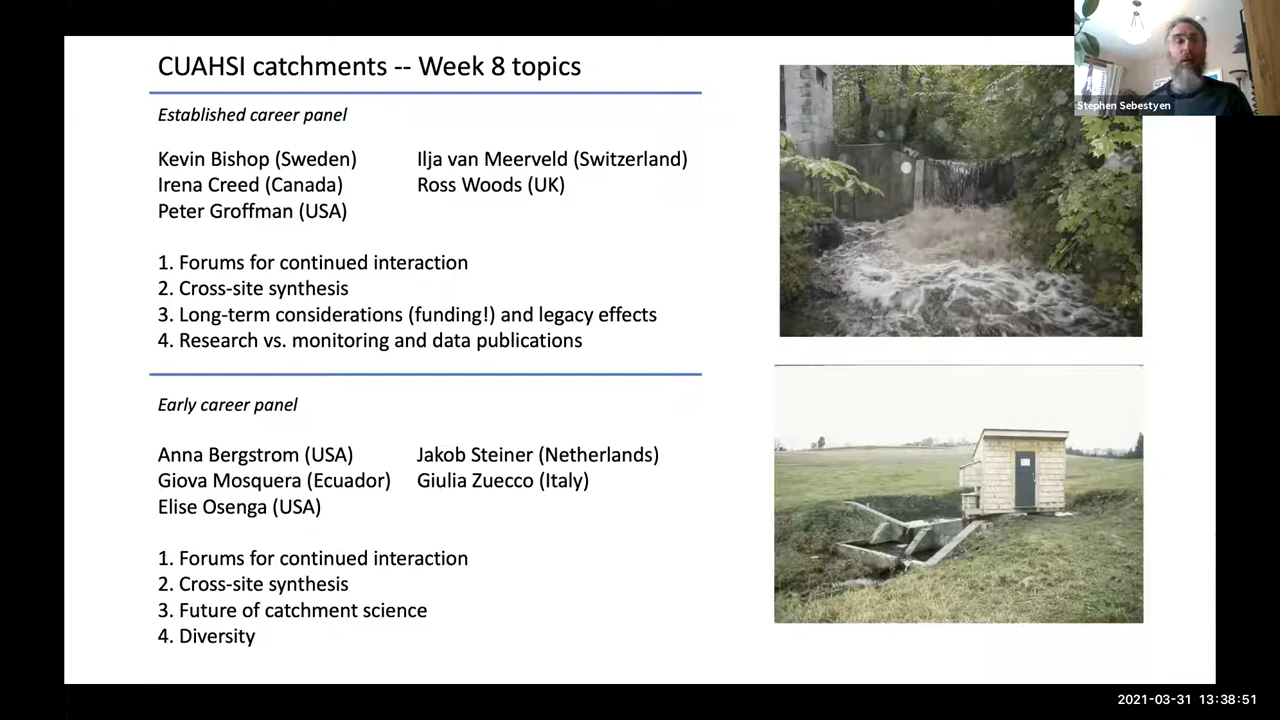 CUAHSI catchments -- Week 8 topics
Established career panel
Kevin Bishop (Sweden)
Irena Creed (Canada)
Peter Groffman (USA)
Ilja van Meerveld (Switzerland)
Ross Woods (UK)
1. Forums for continued interaction
2. Cross-site synthesis
3. Long-term considerations (funding!) and legacy effects
4. Research vs. monitoring and data publications
Early career panel
Anna Bergstrom (USA)
Giova Mosquera (Ecuador)
Elise Osenga (USA)
Jakob Steiner (Netherlands)
Giulia Zuecco (Italy)
1. Forums for continued interaction
2. Cross-site synthesis
3. Future of catchment science
4. Diversity
Stephen Sebestyen
2021-03-31 13:38:51